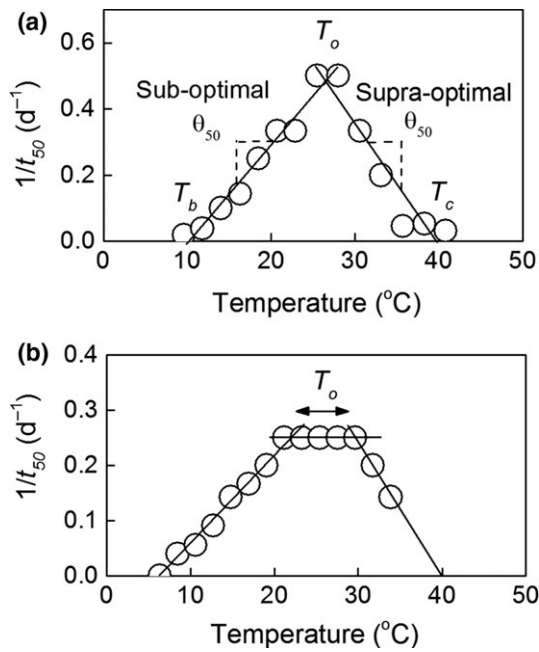 (a)
0.6
0.4
0.2
0.0
1/t50 (d–1)
To
Sub-optimal
θ50
Supra-optimal
θ50
Tb
Tc
0 10 20 30 40 50
Temperature (oC)
(b)
0.4
0.3
0.2
0.1
0.0
1/t50 (d–1)
To
0 10 20 30 40 50
Temperature (oC)